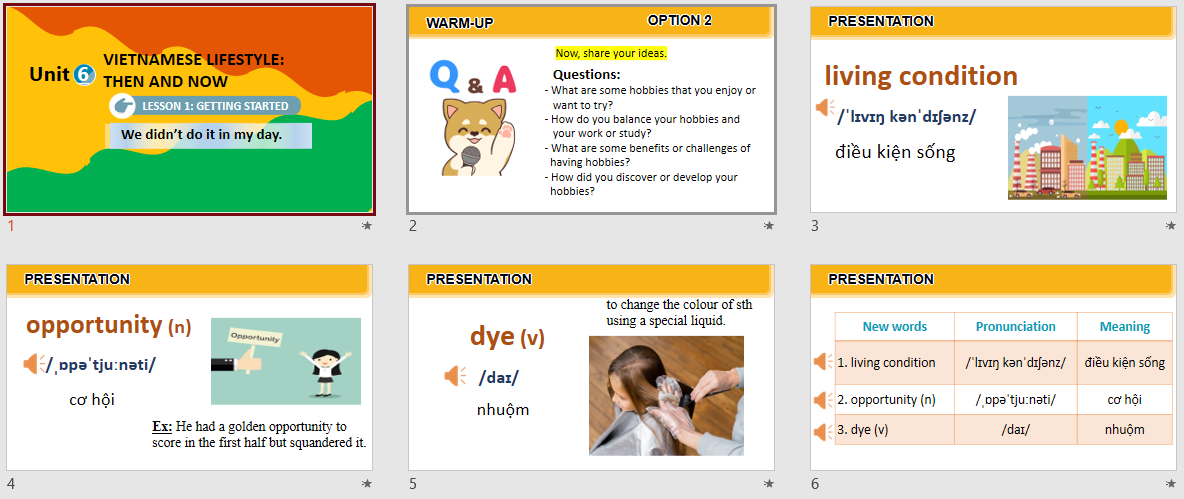 Unit 6
VIETNAMESE LIFESTYLE:
THEN AND NOW
LESSON 1: GETTING STARTED
We didn't do it in my day.
1
WARM-UP
OPTION 2
Now, share your ideas.
Questions:
- What are some hobbies that you enjoy or
want to try?
- How do you balance your hobbies and
your work or study?
- What are some benefits or challenges of
having hobbies?
- How did you discover or develop your
hobbies?
Q & A
2
PRESENTATION
living condition
/ˈlɪvɪŋ kənˈdɪʃənz/
điều kiện sống
3
PRESENTATION
opportunity (n)
/ˌɒpəˈtjuːnəti/
cơ hội
Opportunity
Ex: He had a golden opportunity to
score in the first half but squandered it.
4
PRESENTATION
to change the colour of sth
using a special liquid.
dye (v)
/daɪ/
nhuộm
5
PRESENTATION
New words Pronunciation Meaning
1. living condition /ˈlɪvɪŋ kənˈdɪʃənz/ điều kiện sống
2. opportunity (n) /ˌɒpəˈtjuːnəti/ cơ hội
3. dye (v) /daɪ/ nhuộm
6